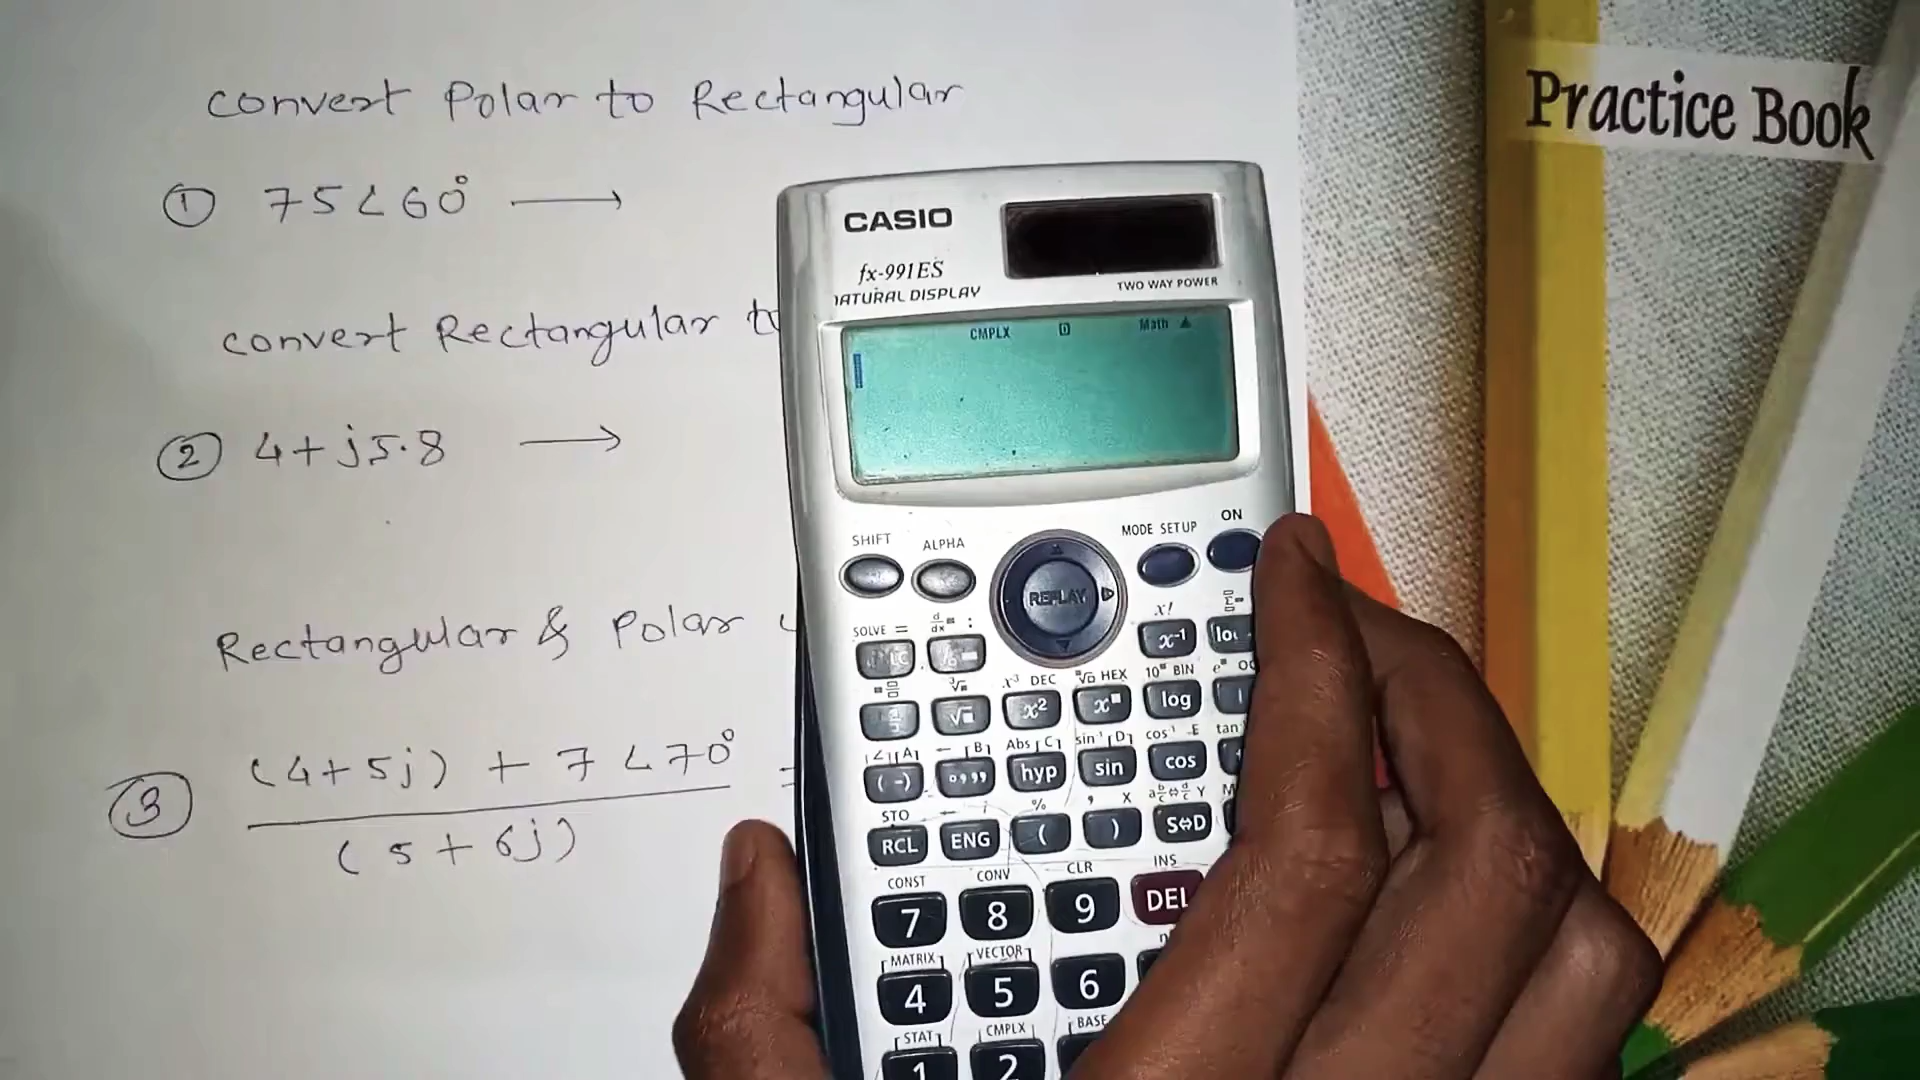 convert Polar to Rectangular
① 75∠60° ⟶
convert Rectangular to
② 4+j5.8 ⟶
Rectangular & Polar
③ (4+5j) + 7∠70° =
(5+6j)
Practice Book
CASIO
fx-991ES
NATURAL DISPLAY
TWO WAY POWER
CMPLX D Math ▲
SHIFT ALPHA MODE SETUP ON
REPLAY
SOLVE = d/dx :  x!
x⁻¹
x³ DEC HEX 10 BIN
x² log
∠ A ← B Abs C sin⁻¹ D cos⁻¹ E tan
(-) °,,, hyp sin cos
STO ← i % , X Y
RCL ENG ( ) S⇔D
CONST CONV CLR INS
7 8 9 DEL
MATRIX VECTOR
4 5 6
STAT CMPLX BASE
1 2